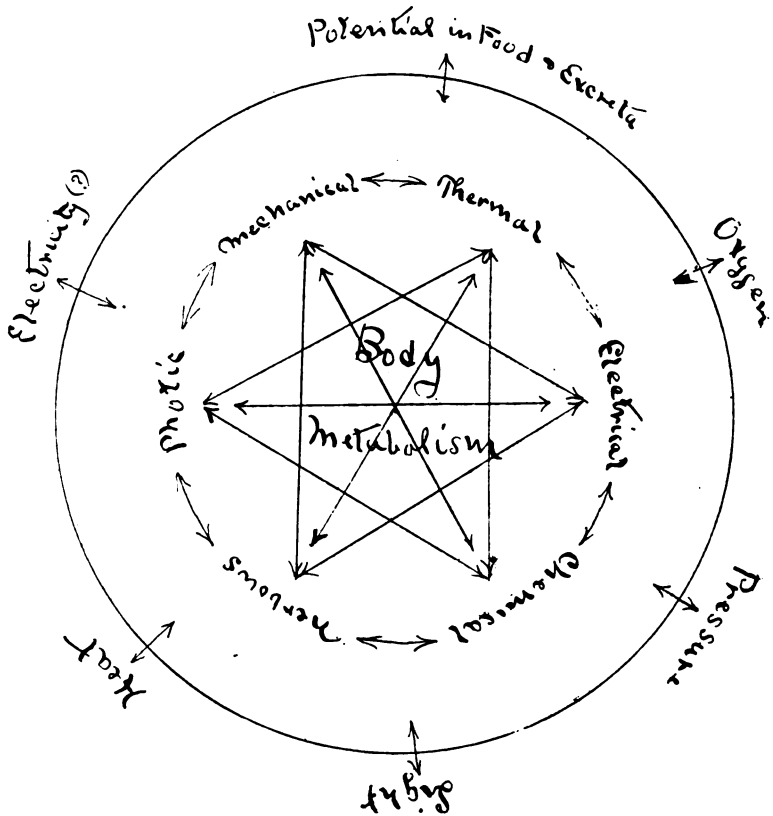 Potential in Food & Excreta
Oxygen
Pressure
Light
Heat
Electricity (?)
Mechanical
Thermal
Electrical
Chemical
nervous
Photic
Body
Metabolism